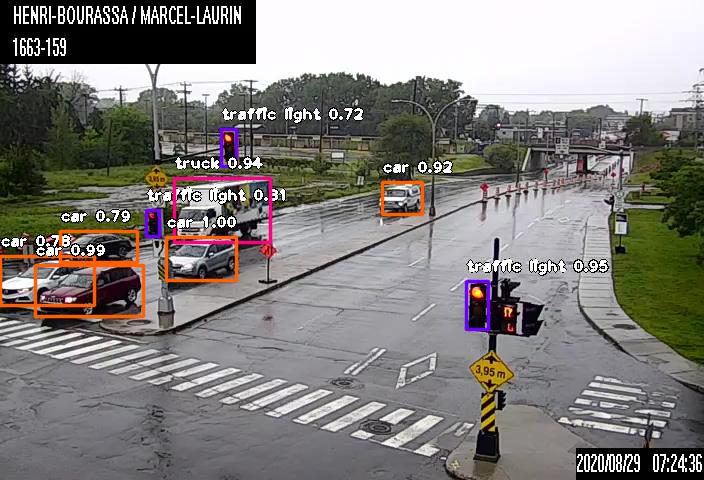 HENRI-BOURASSA / MARCEL-LAURIN
1663-159
traffic light 0.72
truck 0.94
car 0.92
3,95 m
traffic light 0.81
car 0.79
car 1.00
car 0.78
car 0.99
traffic light 0.95
3,95 m
2020/08/29 07:24:36